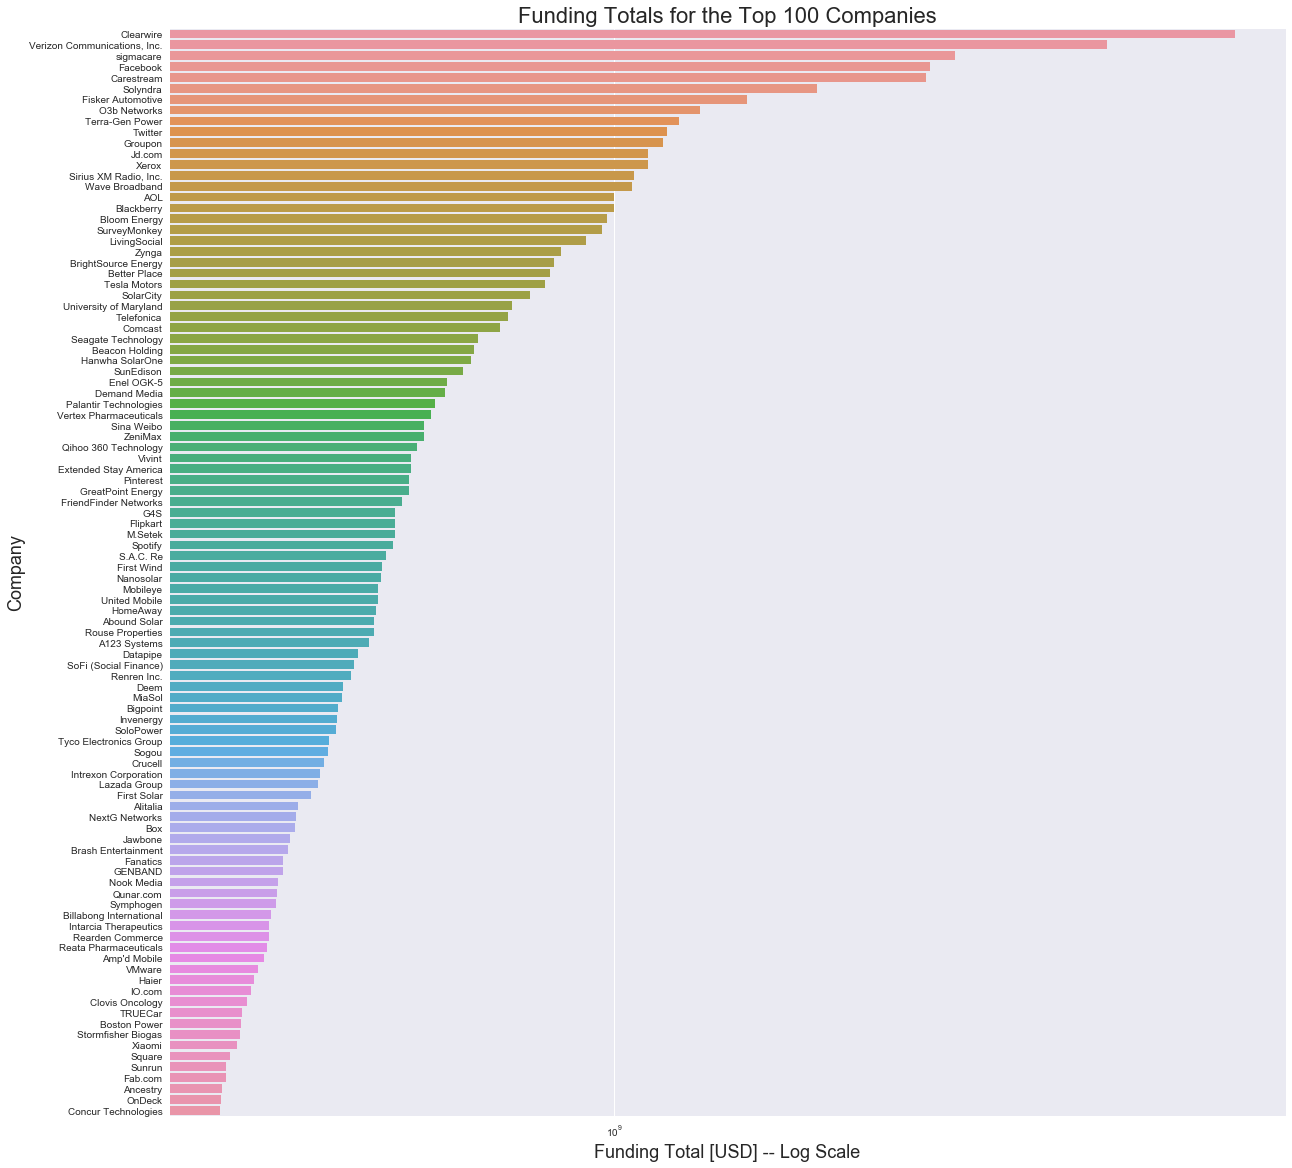 Funding Totals for the Top 100 Companies
Clearwire
Verizon Communications, Inc.
sigmacare
Facebook
Carestream
Solyndra
Fisker Automotive
O3b Networks
Terra-Gen Power
Twitter
Groupon
Jd.com
Xerox
Sirius XM Radio, Inc.
Wave Broadband
AOL
Blackberry
Bloom Energy
SurveyMonkey
LivingSocial
Zynga
BrightSource Energy
Better Place
Tesla Motors
SolarCity
University of Maryland
Telefonica
Comcast
Seagate Technology
Beacon Holding
Hanwha SolarOne
SunEdison
Enel OGK-5
Demand Media
Palantir Technologies
Vertex Pharmaceuticals
Sina Weibo
ZeniMax
Qihoo 360 Technology
Vivint
Extended Stay America
Pinterest
GreatPoint Energy
FriendFinder Networks
G4S
Flipkart
M.Setek
Spotify
S.A.C. Re
First Wind
Nanosolar
Mobileye
United Mobile
HomeAway
Abound Solar
Rouse Properties
A123 Systems
Datapipe
SoFi (Social Finance)
Renren Inc.
Deem
MiaSol
Bigpoint
Invenergy
SoloPower
Tyco Electronics Group
Sogou
Crucell
Intrexon Corporation
Lazada Group
First Solar
Alitalia
NextG Networks
Box
Jawbone
Brash Entertainment
Fanatics
GENBAND
Nook Media
Qunar.com
Symphogen
Billabong International
Intarcia Therapeutics
Rearden Commerce
Reata Pharmaceuticals
Amp'd Mobile
VMware
Haier
IO.com
Clovis Oncology
TRUECar
Boston Power
Stormfisher Biogas
Xiaomi
Square
Sunrun
Fab.com
Ancestry
OnDeck
Concur Technologies
Company
10⁹
Funding Total [USD] -- Log Scale